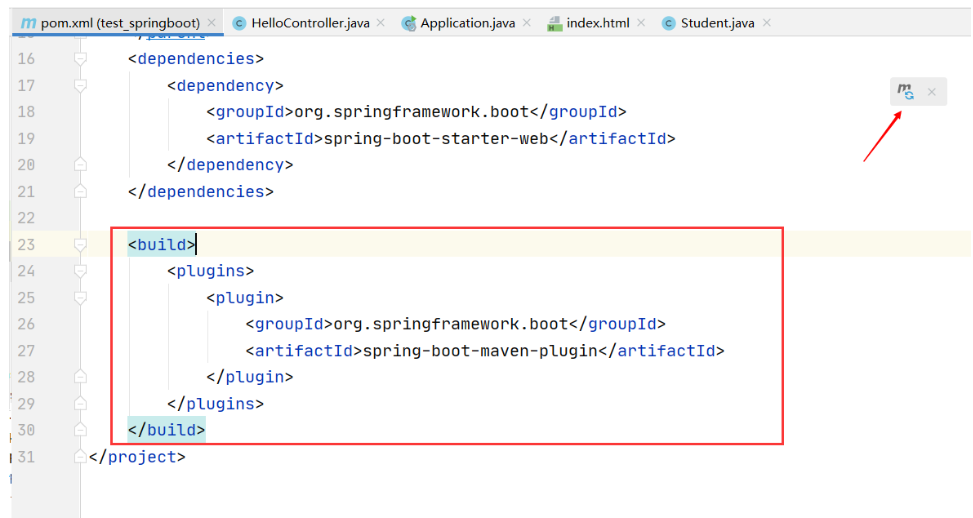 pom.xml (test_springboot) HelloController.java Application.java index.html Student.java
16 <dependencies>
17 <dependency>
18 <groupId>org.springframework.boot</groupId>
19 <artifactId>spring-boot-starter-web</artifactId>
20 </dependency>
21 </dependencies>
22
23 <build>
24 <plugins>
25 <plugin>
26 <groupId>org.springframework.boot</groupId>
27 <artifactId>spring-boot-maven-plugin</artifactId>
28 </plugin>
29 </plugins>
30 </build>
31 </project>